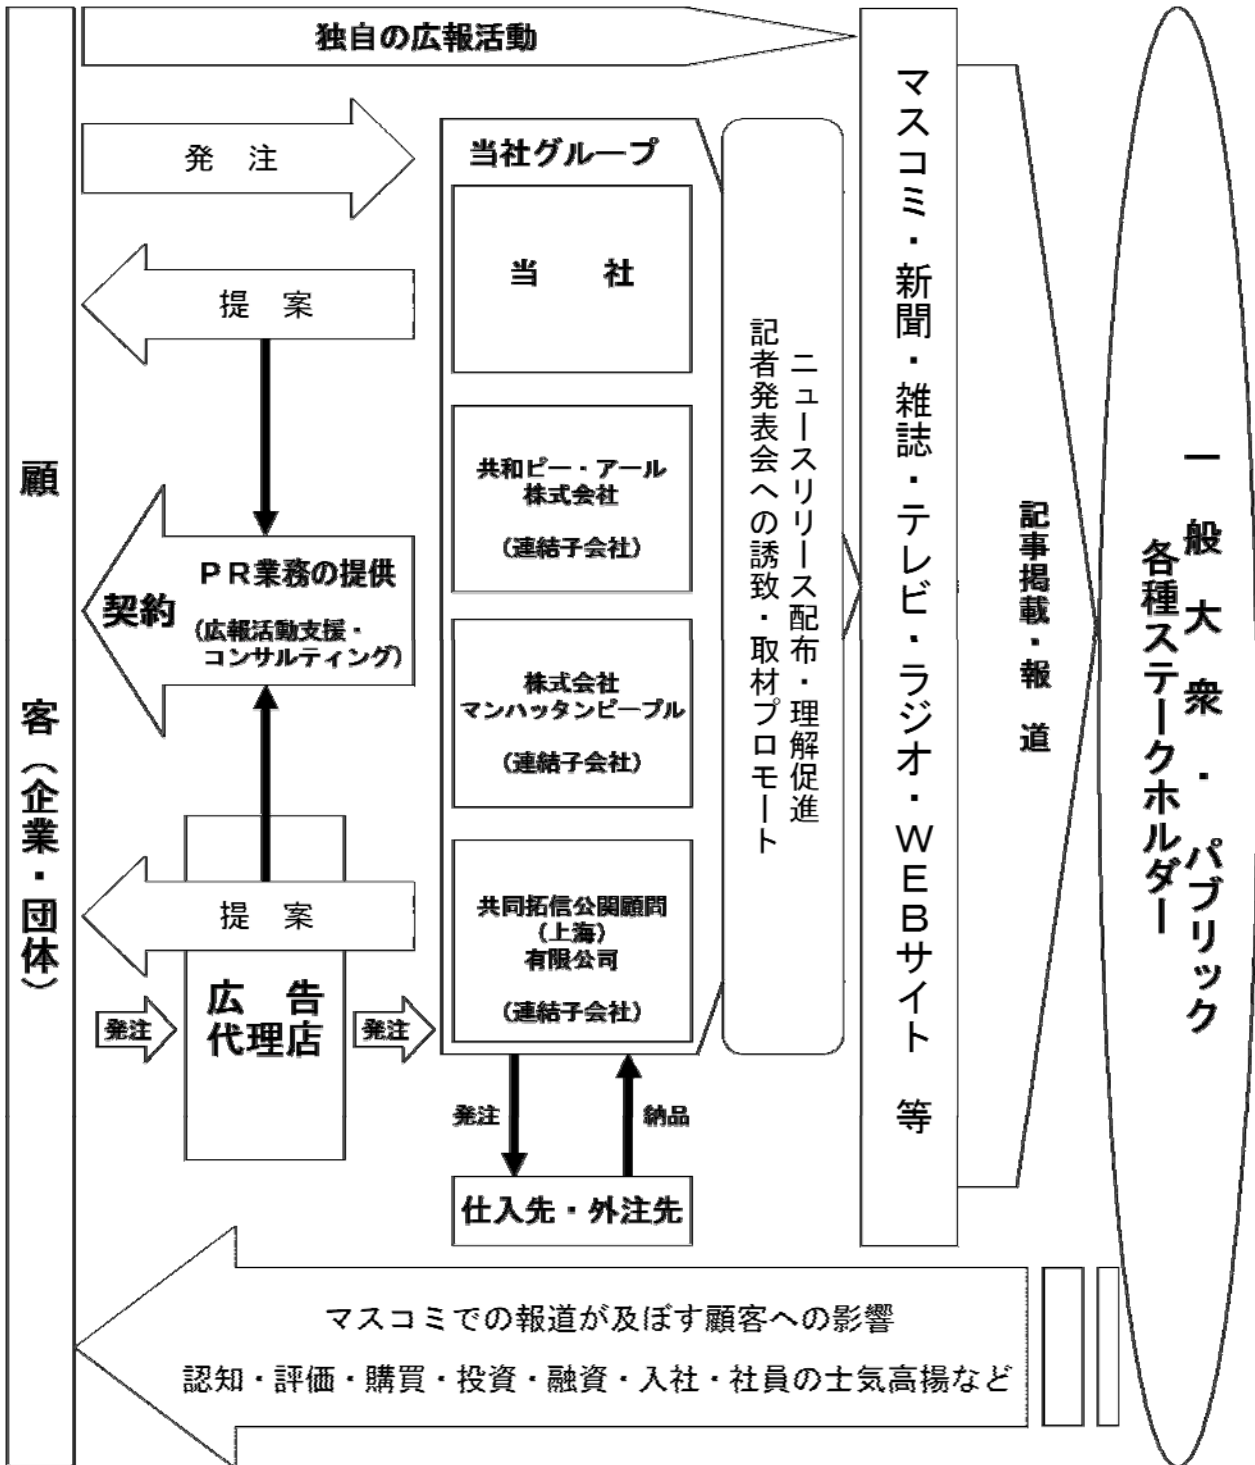 独自の広報活動
顧　客（企業・団体）
発　注
提　案
契約
ＰＲ業務の提供
（広報活動支援・
コンサルティング）
提　案
広　告
代理店
発注
発注
当社グループ
当　社
共和ピー・アール
株式会社
（連結子会社）
株式会社
マンハッタンピープル
（連結子会社）
共同拓信公関顧問
（上海）
有限公司
（連結子会社）
発注
納品
仕入先・外注先
ニュースリリース配布・理解促進
記者発表会への誘致・取材プロモート
マスコミ・新聞・雑誌・テレビ・ラジオ・ＷＥＢサイト　等
記事掲載・報　道
一　般　大　衆　・　パブリック
各種ステークホルダー
マスコミでの報道が及ぼす顧客への影響
認知・評価・購買・投資・融資・入社・社員の士気高揚など